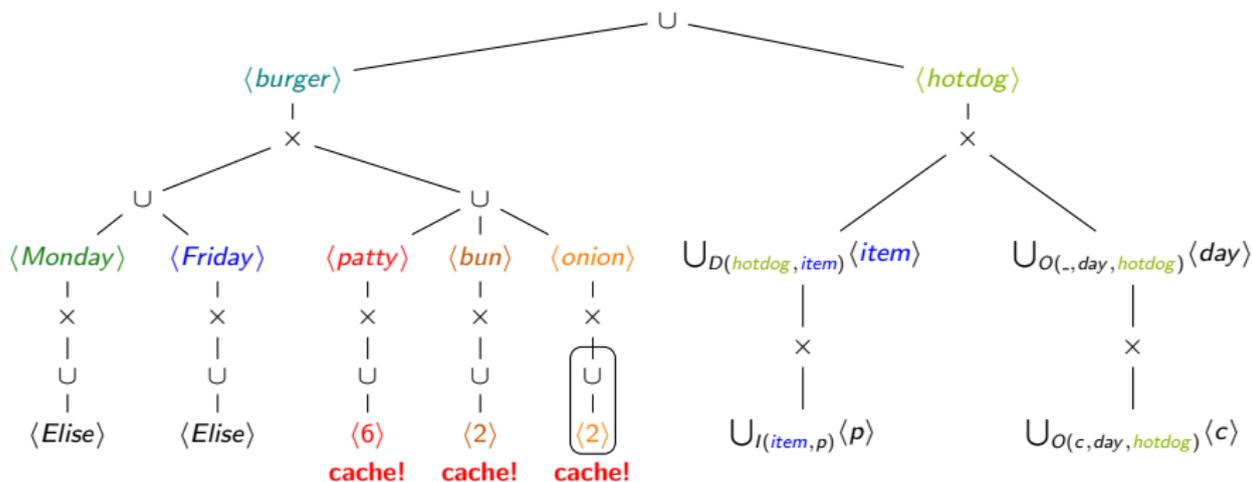 ∪
⟨burger⟩ ⟨hotdog⟩
× ×
∪ ∪
⟨Monday⟩ ⟨Friday⟩ ⟨patty⟩ ⟨bun⟩ ⟨onion⟩ ⋃D(hotdog,item)⟨item⟩ ⋃O(_,day,hotdog)⟨day⟩
× × × × × × ×
∪ ∪ ∪ ∪ ∪
⟨Elise⟩ ⟨Elise⟩ ⟨6⟩ ⟨2⟩ ⟨2⟩ ⋃I(item,p)⟨p⟩ ⋃O(c,day,hotdog)⟨c⟩
cache! cache! cache!